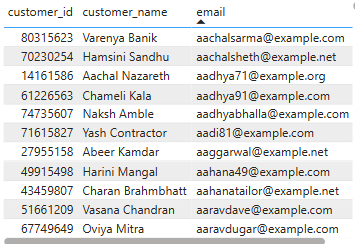 customer_id customer_name email
80315623 Varenya Banik aachalsarma@example.com
70230254 Hamsini Sandhu aachalsheth@example.net
14161586 Aachal Nazareth aadhya71@example.org
61226563 Chameli Kala aadhya91@example.com
74735607 Naksh Amble aadhyabhalla@example.com
71615827 Yash Contractor aadi81@example.com
27955158 Abeer Kamdar aaggarwal@example.net
49915498 Harini Mangal aahana49@example.com
43459807 Charan Brahmbhatt aahanatailor@example.net
51661209 Vasana Chandran aaravdave@example.com
67749649 Oviya Mitra aaravdugar@example.com